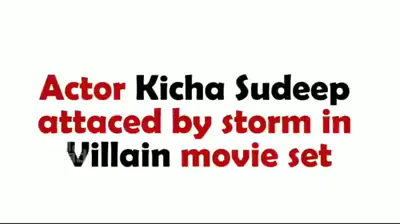 Actor Kicha Sudeep
attaced by storm in
Villain movie set